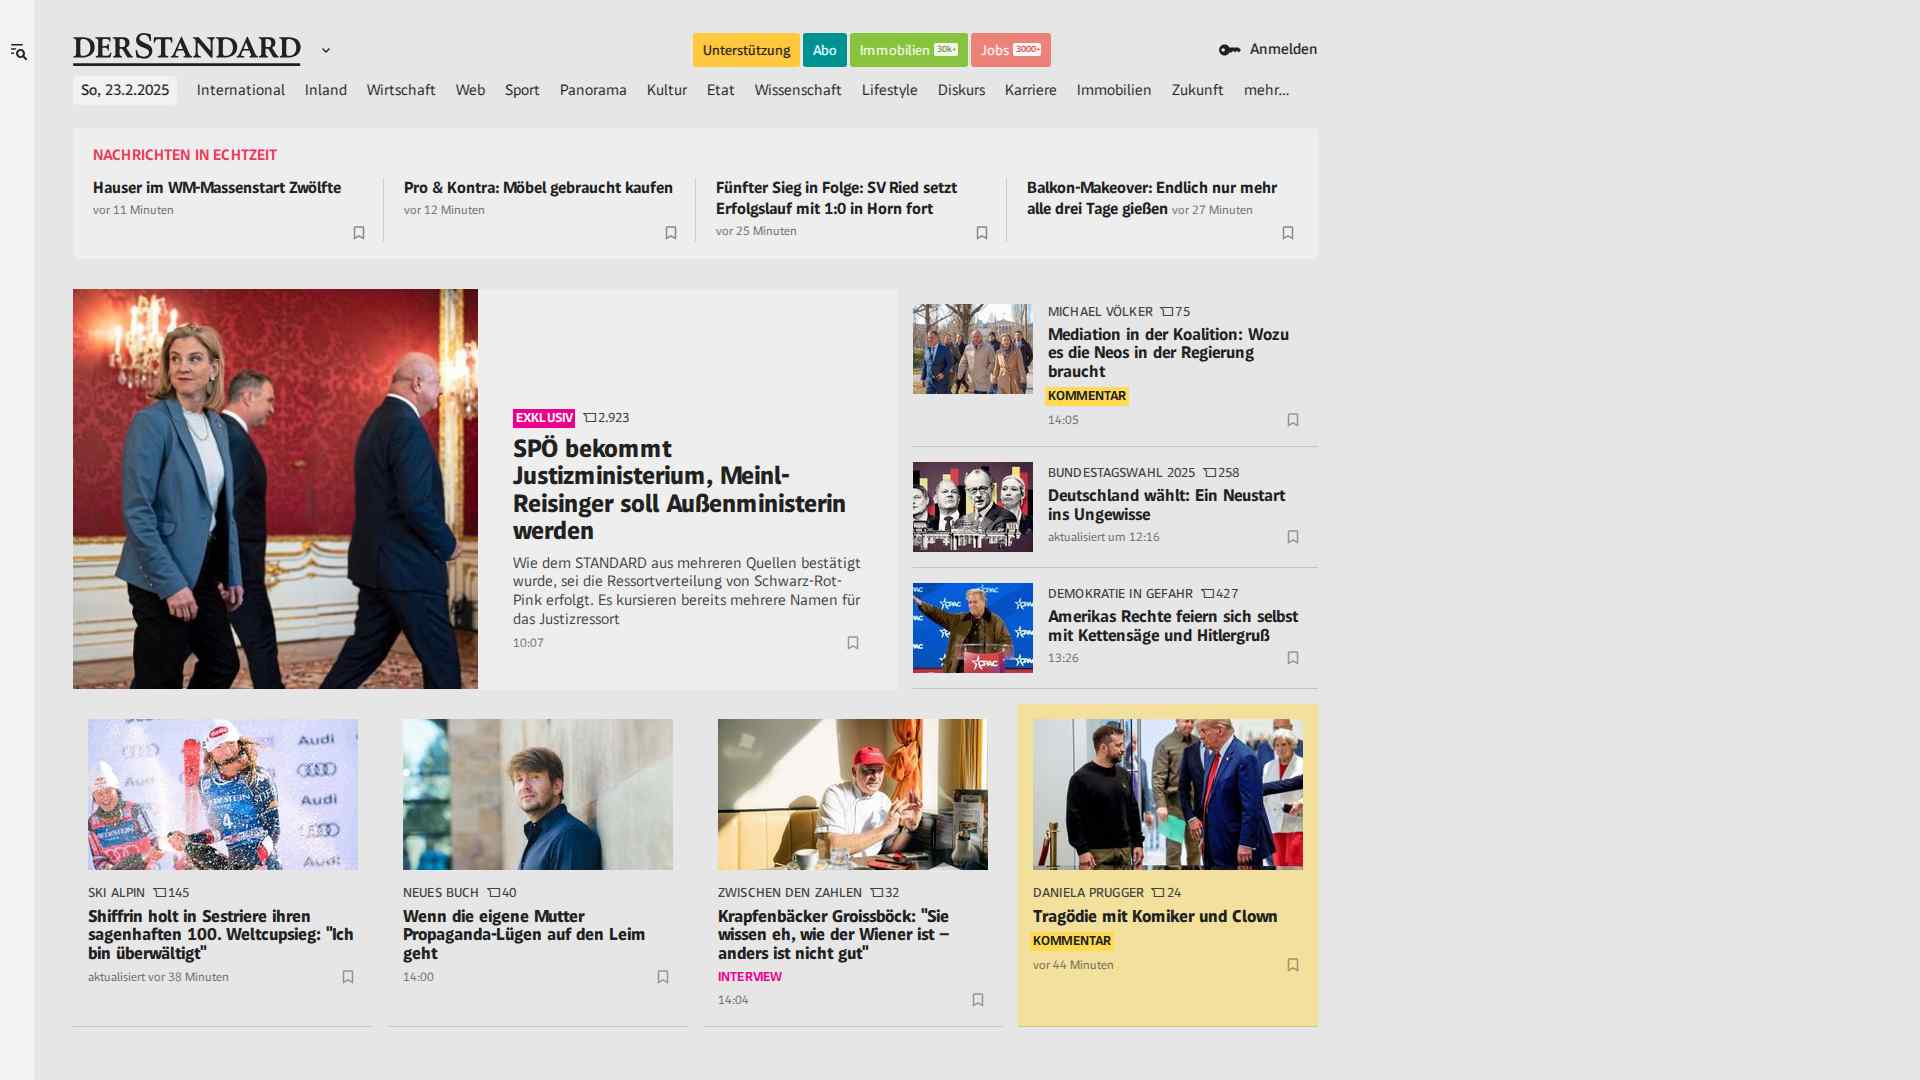 DERSTANDARD
Unterstützung
Abo
Immobilien 30k+
Jobs 3000+
Anmelden
So, 23.2.2025
International
Inland
Wirtschaft
Web
Sport
Panorama
Kultur
Etat
Wissenschaft
Lifestyle
Diskurs
Karriere
Immobilien
Zukunft
mehr...
NACHRICHTEN IN ECHTZEIT
Hauser im WM-Massenstart Zwölfte
vor 11 Minuten
Pro & Kontra: Möbel gebraucht kaufen
vor 12 Minuten
Fünfter Sieg in Folge: SV Ried setzt
Erfolgslauf mit 1:0 in Horn fort
vor 25 Minuten
Balkon-Makeover: Endlich nur mehr
alle drei Tage gießen vor 27 Minuten
EXKLUSIV 2.923
SPÖ bekommt
Justizministerium, Meinl-
Reisinger soll Außenministerin
werden
Wie dem STANDARD aus mehreren Quellen bestätigt
wurde, sei die Ressortverteilung von Schwarz-Rot-
Pink erfolgt. Es kursieren bereits mehrere Namen für
das Justizressort
10:07
MICHAEL VÖLKER 75
Mediation in der Koalition: Wozu
es die Neos in der Regierung
braucht
KOMMENTAR
14:05
BUNDESTAGSWAHL 2025 258
Deutschland wählt: Ein Neustart
ins Ungewisse
aktualisiert um 12:16
CPAC
CPAC
DEMOKRATIE IN GEFAHR 427
Amerikas Rechte feiern sich selbst
mit Kettensäge und Hitlergruß
13:26
Audi
Audi
Audi
4
SKI ALPIN 145
Shiffrin holt in Sestriere ihren
sagenhaften 100. Weltcupsieg: "Ich
bin überwältigt"
aktualisiert vor 38 Minuten
NEUES BUCH 40
Wenn die eigene Mutter
Propaganda-Lügen auf den Leim
geht
14:00
ZWISCHEN DEN ZAHLEN 32
Krapfenbäcker Groissböck: "Sie
wissen eh, wie der Wiener ist –
anders ist nicht gut"
INTERVIEW
14:04
DANIELA PRUGGER 24
Tragödie mit Komiker und Clown
KOMMENTAR
vor 44 Minuten